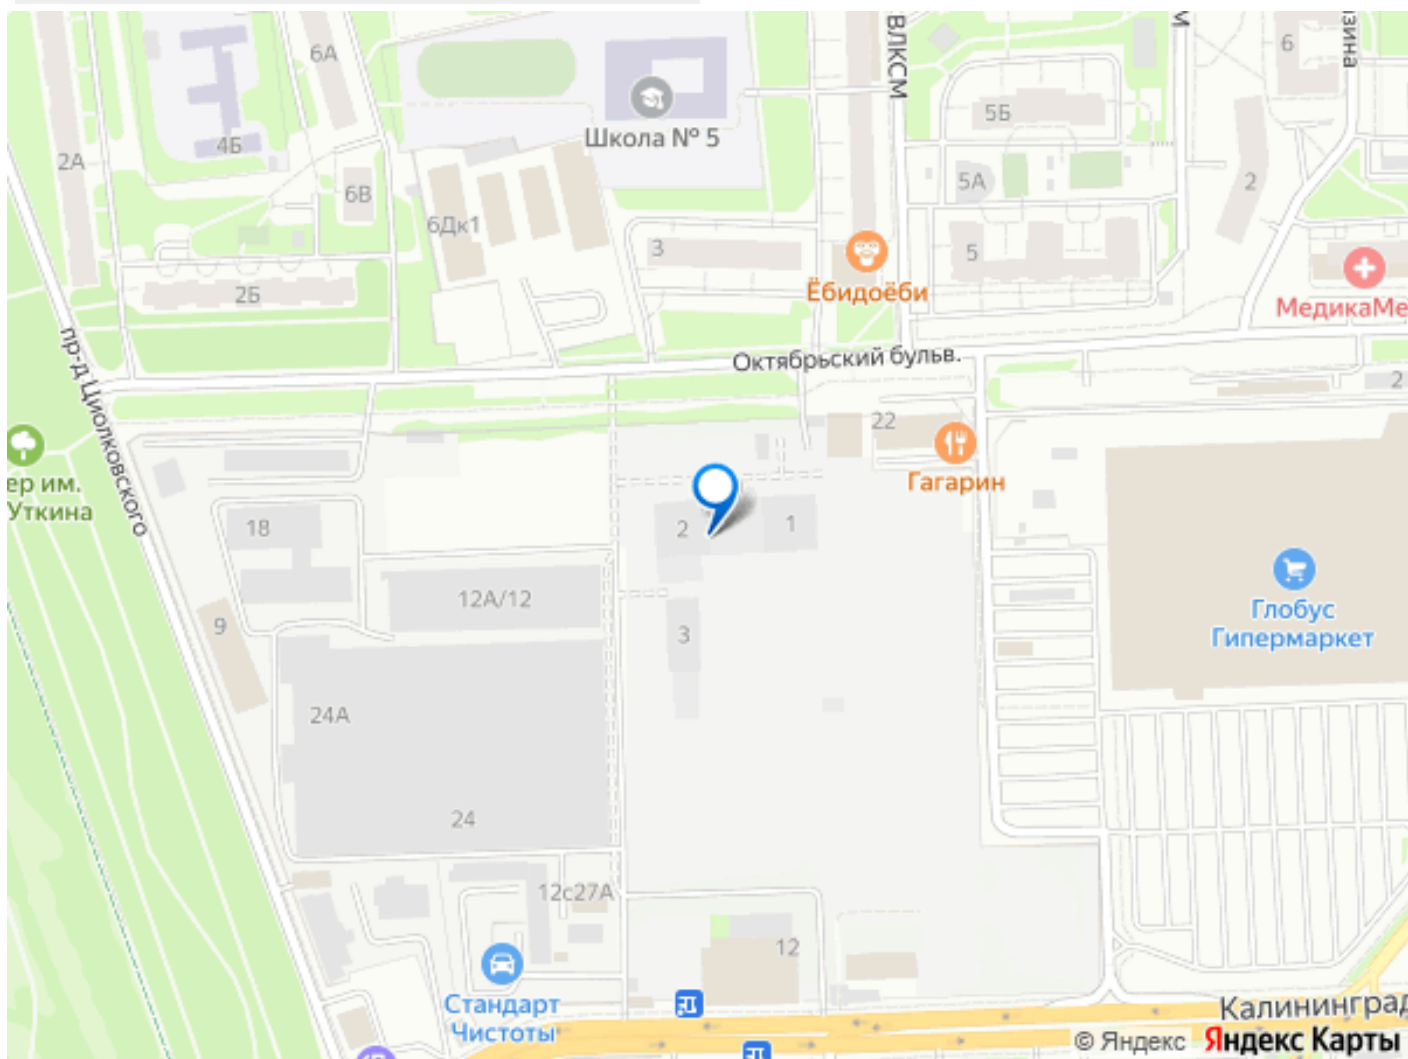 6А
ВЛКСМ
М
зина
6
Школа № 5
5Б
4Б
2А
6В
5А
2
6Дк1
3
5
Ёбидоёби
МедикаМе
2Б
пр-д Циолковского
Октябрьский бульв.
2
22
Гагарин
ер им.
Уткина
18
2
1
12А/12
9
3
Глобус
Гипермаркет
24А
24
12с27А
12
Стандарт
Чистоты
Калининград
© Яндекс Яндекс Карты